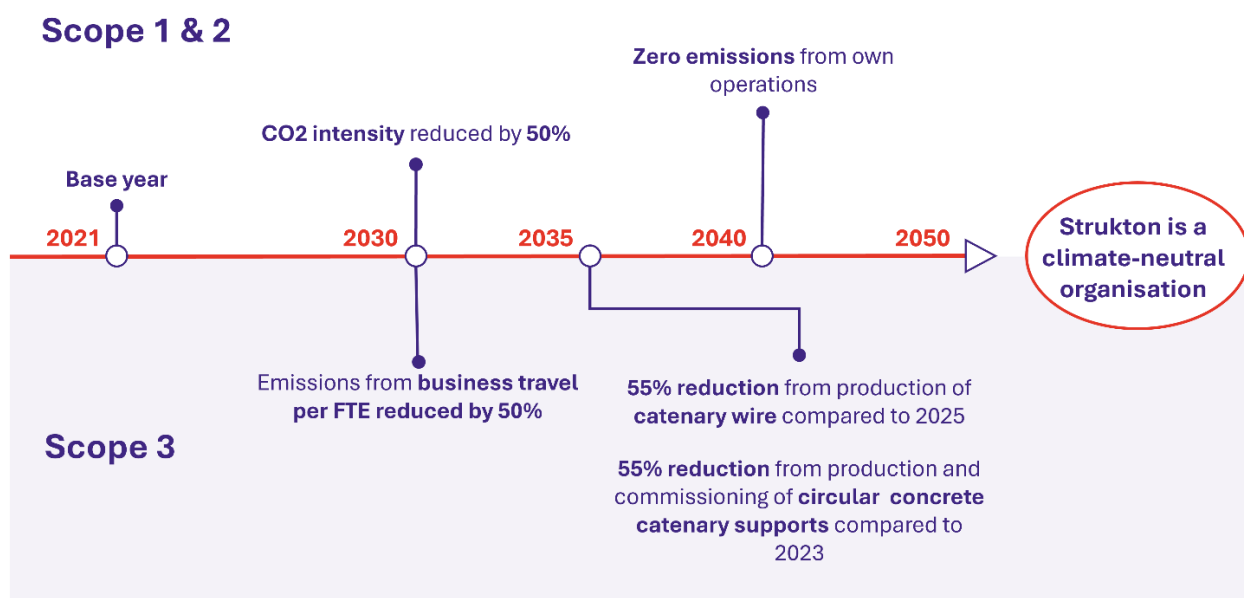 Scope 1 & 2
Zero emissions from own
operations
CO2 intensity reduced by 50%
Base year
2021
2030
2035
2040
2050
Strukton is a
climate-neutral
organisation
Emissions from business travel
per FTE reduced by 50%
55% reduction from production of
catenary wire compared to 2025
Scope 3
55% reduction from production and
commissioning of circular concrete
catenary supports compared to
2023